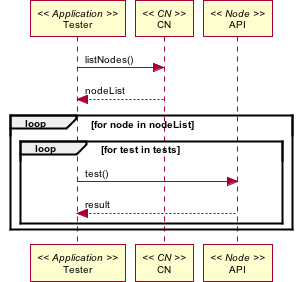 << Application >> << CN >> << Node >>
Tester CN API
listNodes()
nodeList
loop [for node in nodeList]
loop [for test in tests]
test()
result
<< Application >> << CN >> << Node >>
Tester CN API